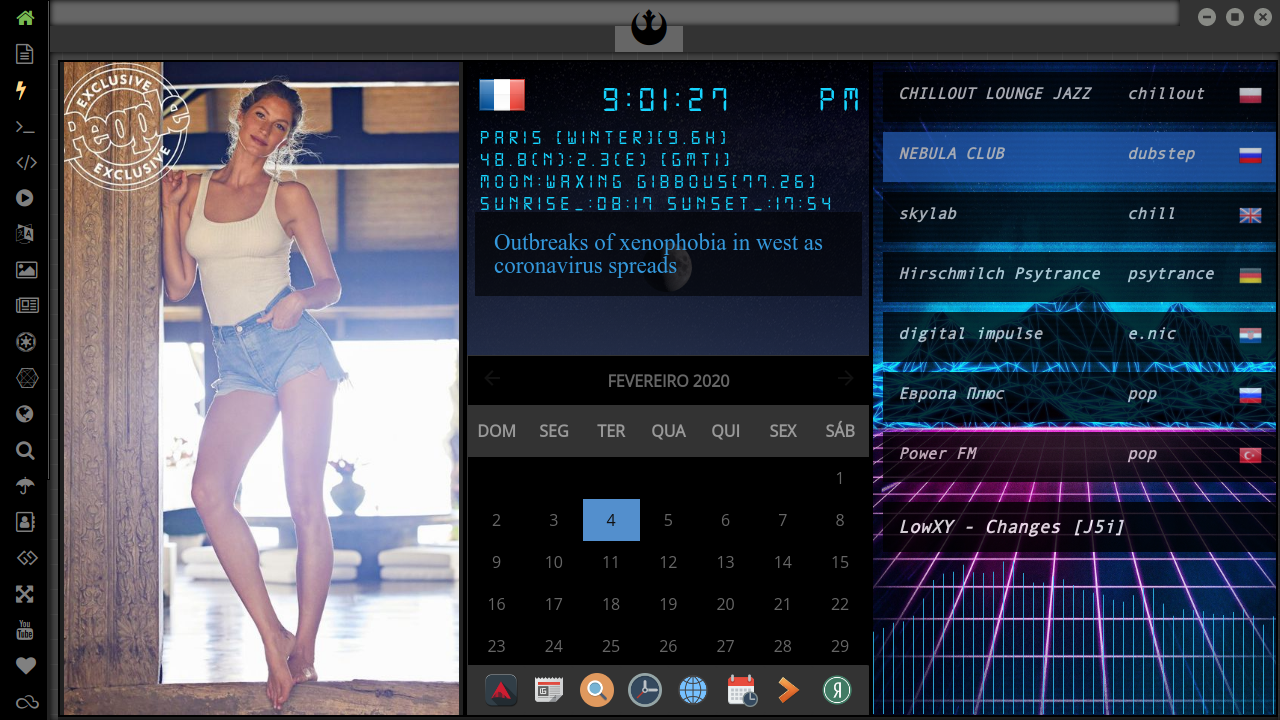 EXCLUSIVE
People
EXCLUSIVE
9:01:27 PM
PARIS (WINTER)(9.6H)
48.8(N):2.3(E) (GMT1)
MOON:WAXING GIBBOUS(77.26)
SUNRISE_:08:17 SUNSET_:17:54
Outbreaks of xenophobia in west as
coronavirus spreads
FEVEREIRO 2020
DOM SEG TER QUA QUI SEX SÁB
1
2 3 4 5 6 7 8
9 10 11 12 13 14 15
16 17 18 19 20 21 22
23 24 25 26 27 28 29
CHILLOUT LOUNGE JAZZ chillout
NEBULA CLUB dubstep
skylab chill
Hirschmilch Psytrance psytrance
digital impulse e.nic
Европа Плюс pop
Power FM pop
LowXY - Changes [J5i]
You
Tube
Я